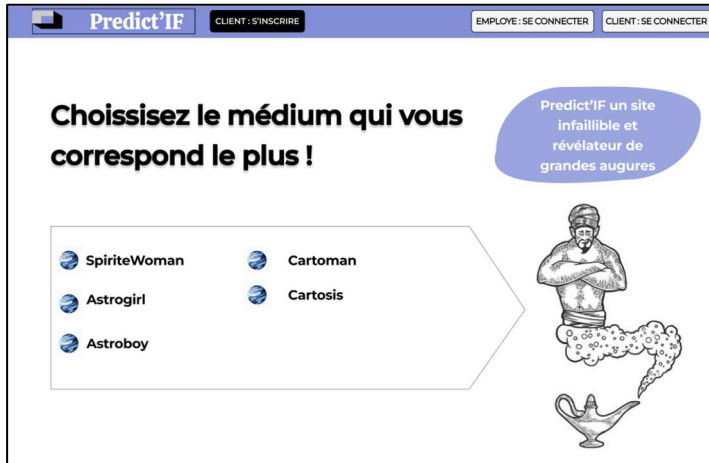 Predict'IF
CLIENT : S'INSCRIRE
EMPLOYE : SE CONNECTER
CLIENT : SE CONNECTER
Choissisez le médium qui vous
correspond le plus !
Predict'IF un site
infaillible et
révélateur de
grandes augures
SpiriteWoman
Astrogirl
Astroboy
Cartoman
Cartosis